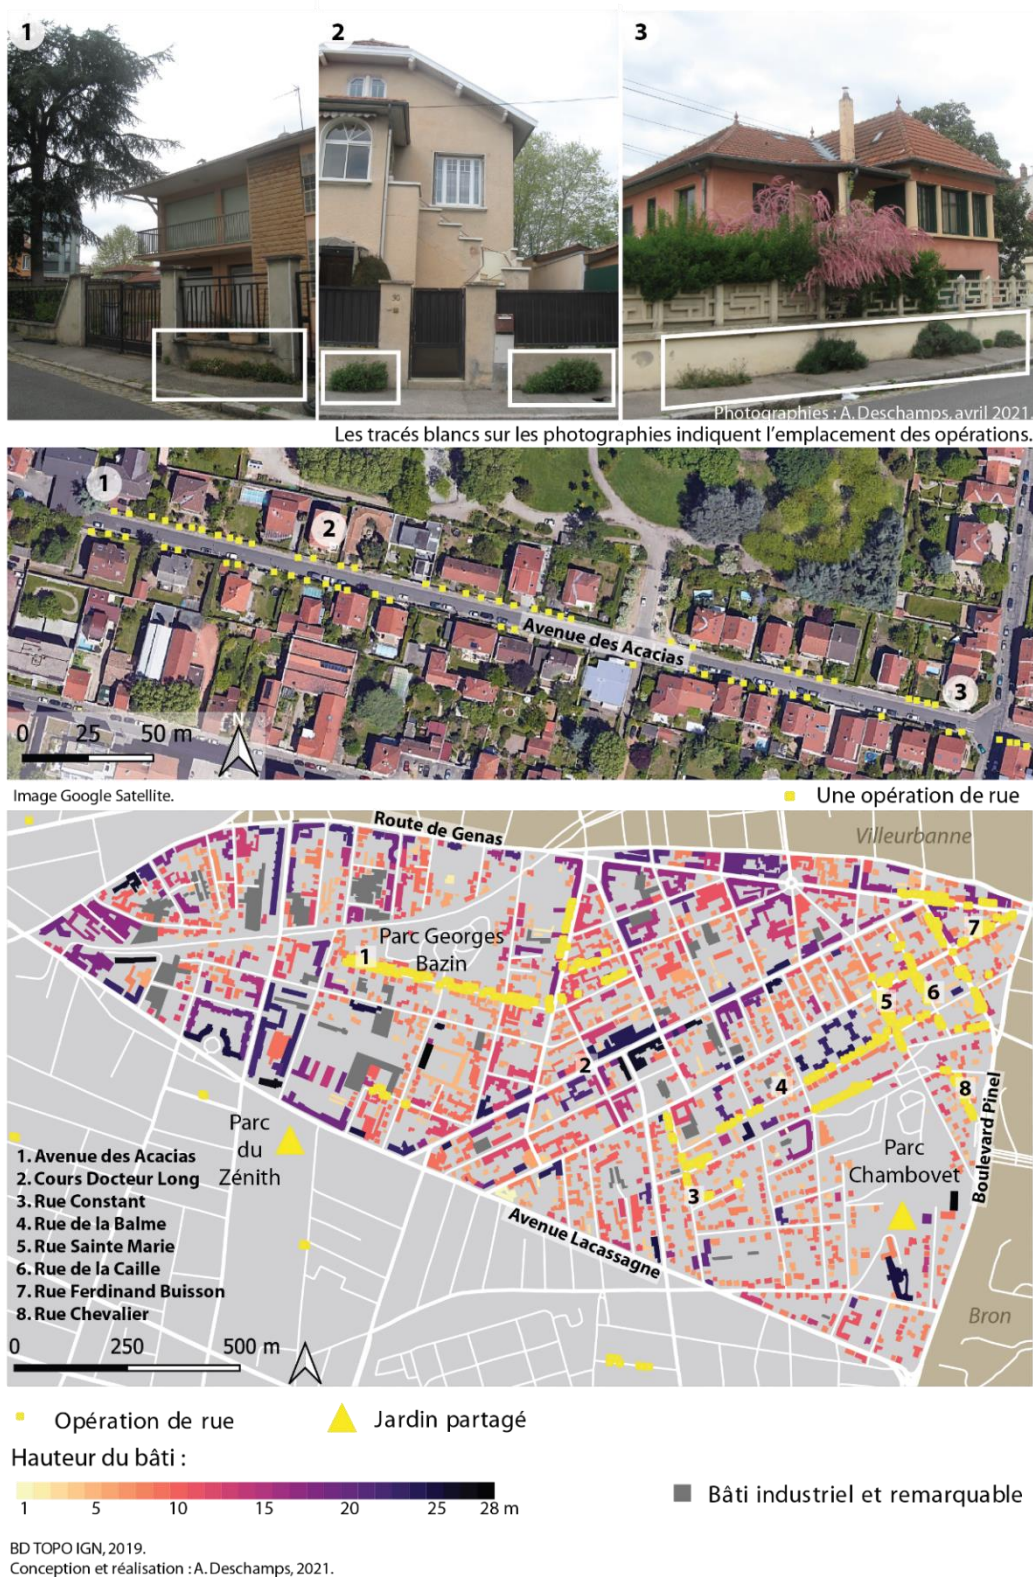 1
2
3
Photographies : A. Deschamps, avril 2021.
Les tracés blancs sur les photographies indiquent l'emplacement des opérations.
1
2
Avenue des Acacias
3
N
0 25 50 m
Image Google Satellite.
Une opération de rue
Route de Genas
Villeurbanne
Parc Georges
Bazin
1
7
5
6
2
4
8
3
Boulevard Pinel
Parc
du
Zénith
Parc
Chambovet
Avenue Lacassagne
Bron
1. Avenue des Acacias
2. Cours Docteur Long
3. Rue Constant
4. Rue de la Balme
5. Rue Sainte Marie
6. Rue de la Caille
7. Rue Ferdinand Buisson
8. Rue Chevalier
0 250 500 m
Opération de rue
Jardin partagé
Hauteur du bâti :
1 5 10 15 20 25 28 m
Bâti industriel et remarquable
BD TOPO IGN, 2019.
Conception et réalisation : A. Deschamps, 2021.